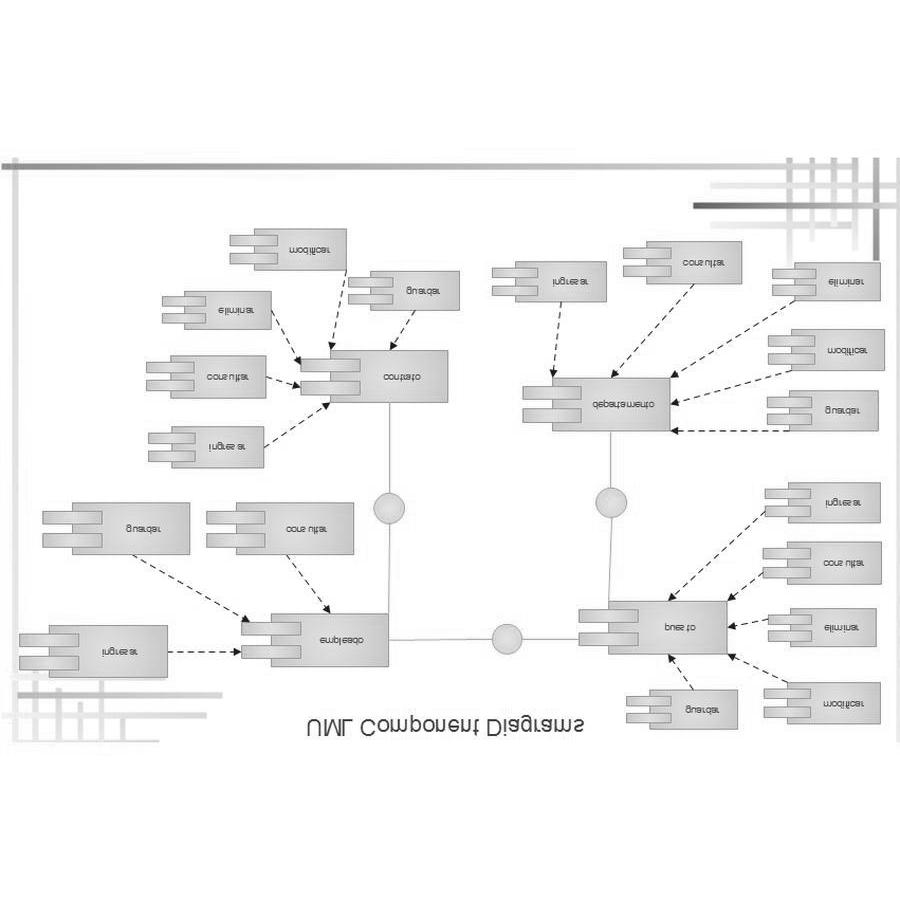 UML Component Diagrams
guardar
modificar
puesto
eliminar
consultar
ingresar
empleado
ingresar
guardar
consultar
ingresar
consultar
contrato
eliminar
guardar
modificar
departamento
guardar
modificar
eliminar
ingresar
consultar